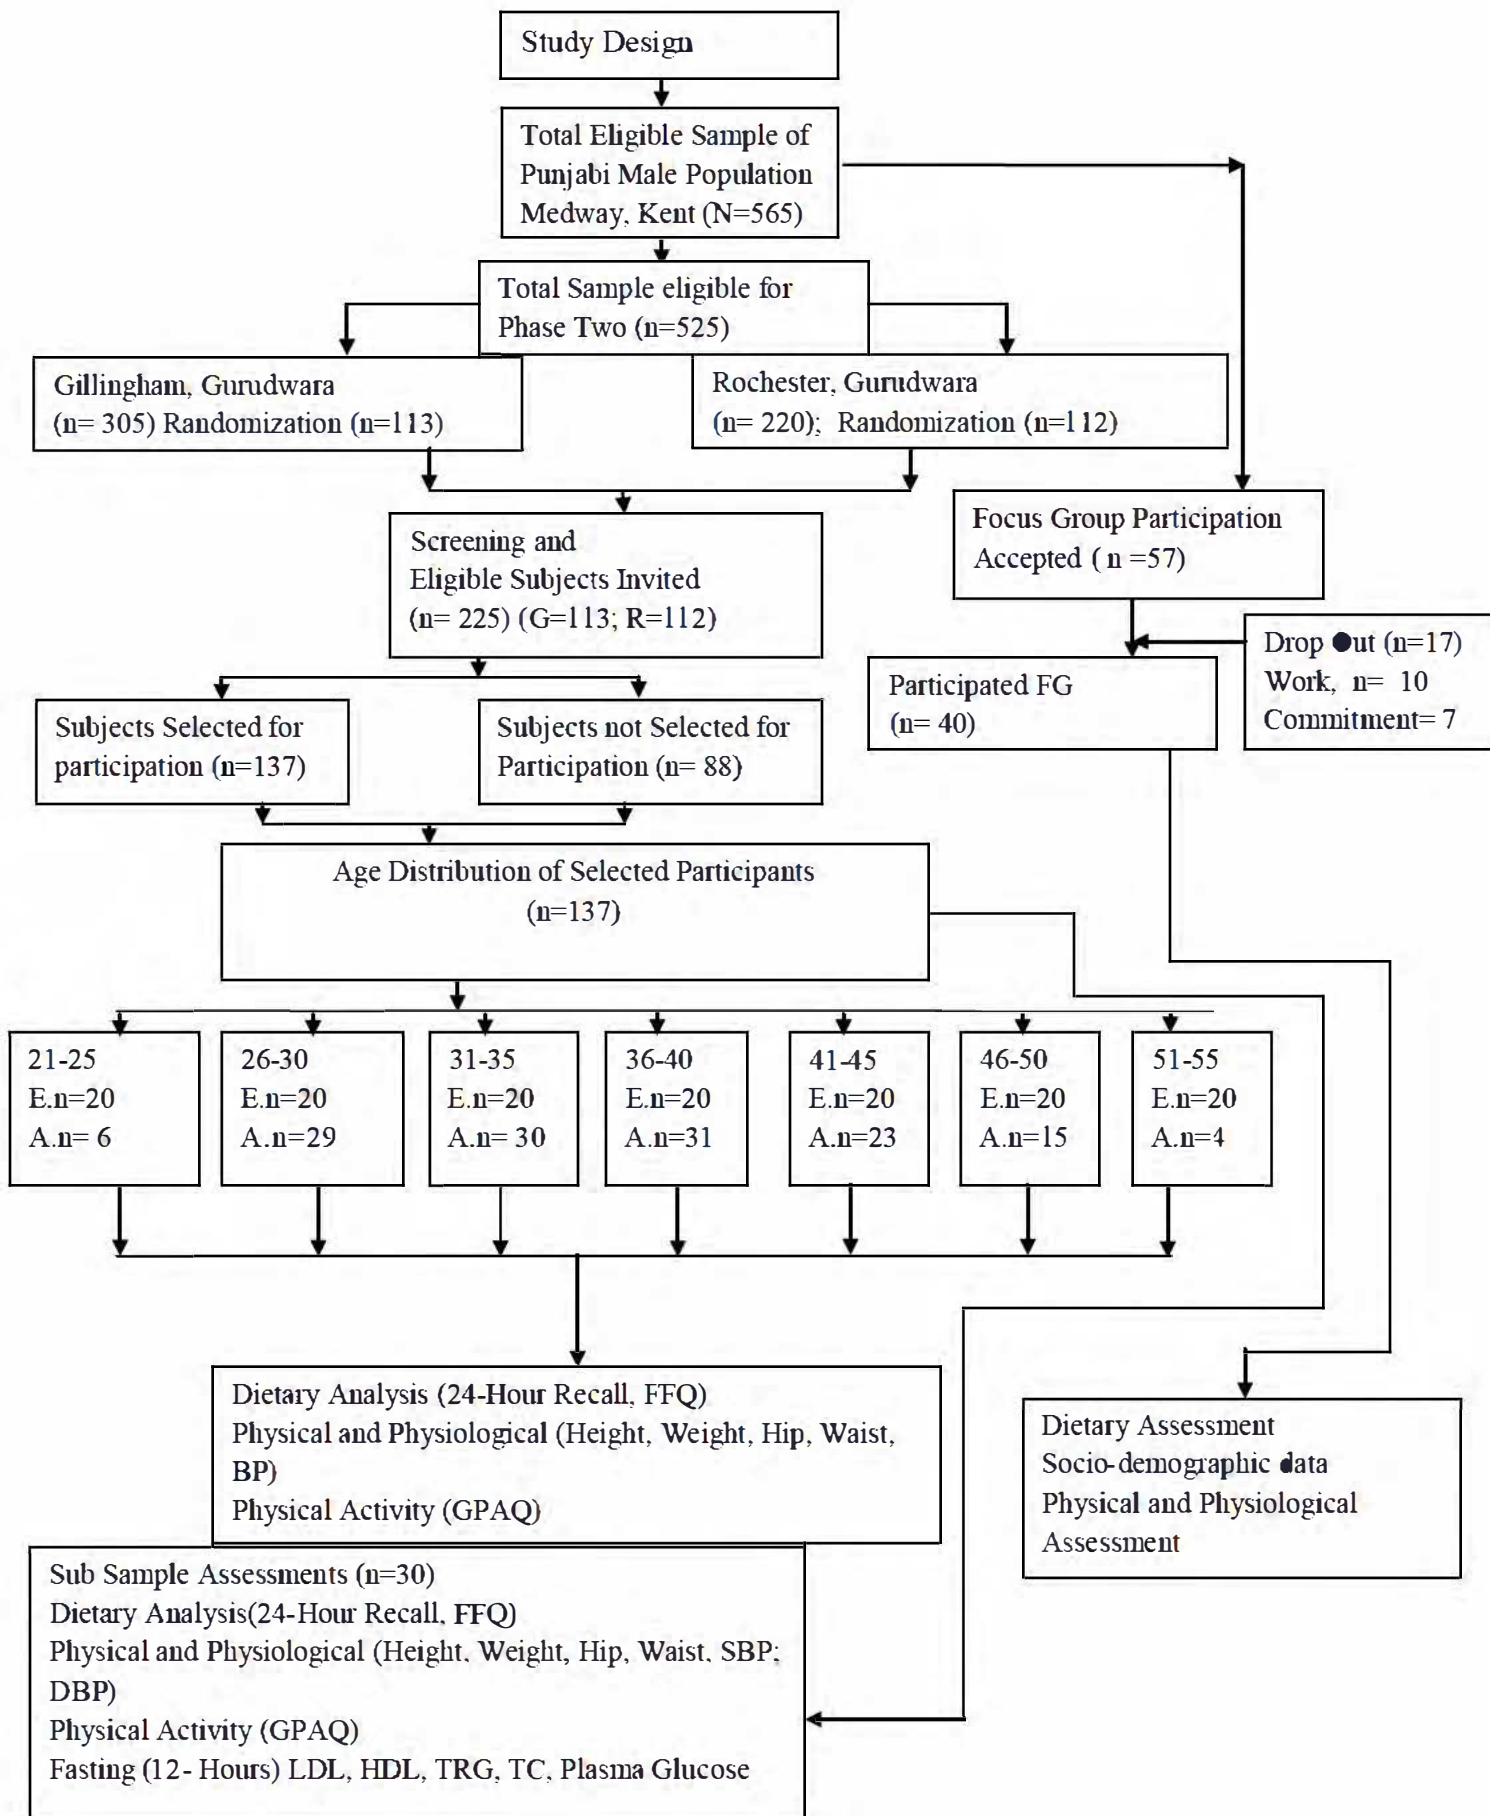 Study Design
Total Eligible Sample of
Punjabi Male Population
Medway, Kent (N=565)
Total Sample eligible for
Phase Two (n=525)
Gillingham, Gurudwara
(n= 305) Randomization (n=113)
Rochester, Gurudwara
(n= 220); Randomization (n=112)
Screening and
Eligible Subjects Invited
(n= 225) (G=113; R=112)
Focus Group Participation
Accepted ( n =57)
Drop Out (n=17)
Work, n= 10
Commitment= 7
Participated FG
(n= 40)
Subjects Selected for
participation (n=137)
Subjects not Selected for
Participation (n= 88)
Age Distribution of Selected Participants
(n=137)
21-25
E.n=20
A.n= 6
26-30
E.n=20
A.n=29
31-35
E.n=20
A.n= 30
36-40
E.n=20
A.n=31
41-45
E.n=20
A.n=23
46-50
E.n=20
A.n=15
51-55
E.n=20
A.n=4
Dietary Analysis (24-Hour Recall, FFQ)
Physical and Physiological (Height, Weight, Hip, Waist,
BP)
Physical Activity (GPAQ)
Dietary Assessment
Socio-demographic data
Physical and Physiological
Assessment
Sub Sample Assessments (n=30)
Dietary Analysis(24-Hour Recall, FFQ)
Physical and Physiological (Height, Weight, Hip, Waist, SBP;
DBP)
Physical Activity (GPAQ)
Fasting (12- Hours) LDL, HDL, TRG, TC, Plasma Glucose